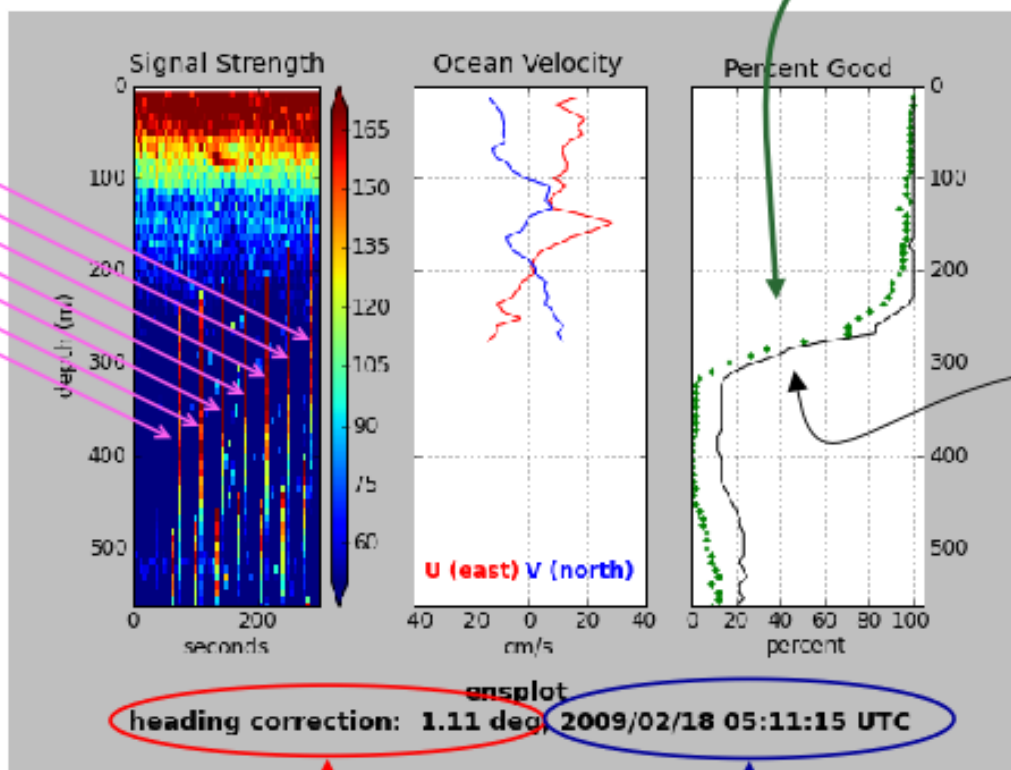 Signal Strength
Ocean Velocity
Percent Good
0
100
200
300
400
500
depth (m)
0 200
seconds
165
150
135
120
105
90
75
60
U (east) V (north)
40 20 0 20 40
cm/s
0 20 40 60 80 100
percent
0
100
200
300
400
500
ensplot
heading correction: 1.11 deg, 2009/02/18 05:11:15 UTC